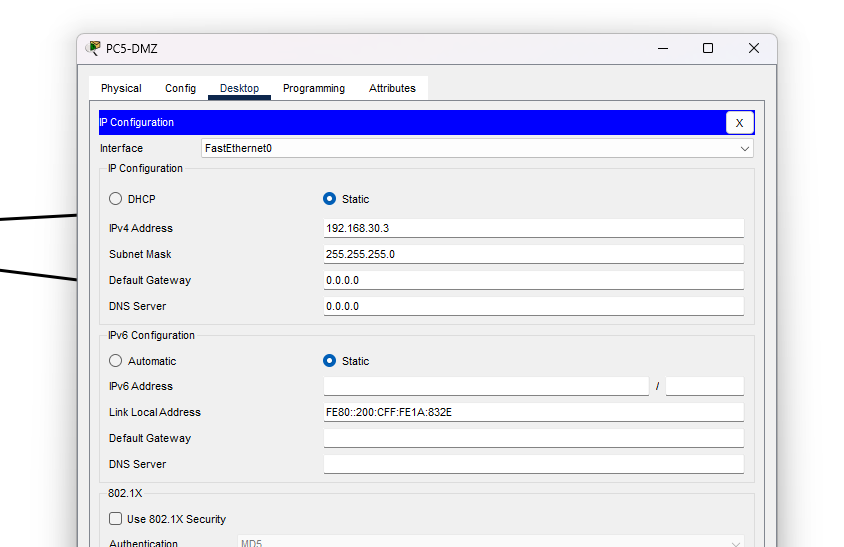 PC5-DMZ
Physical Config Desktop Programming Attributes
IP Configuration X
Interface FastEthernet0
IP Configuration
DHCP Static
IPv4 Address 192.168.30.3
Subnet Mask 255.255.255.0
Default Gateway 0.0.0.0
DNS Server 0.0.0.0
IPv6 Configuration
Automatic Static
IPv6 Address /
Link Local Address FE80::200:CFF:FE1A:832E
Default Gateway
DNS Server
802.1X
Use 802.1X Security
Authentication MD5